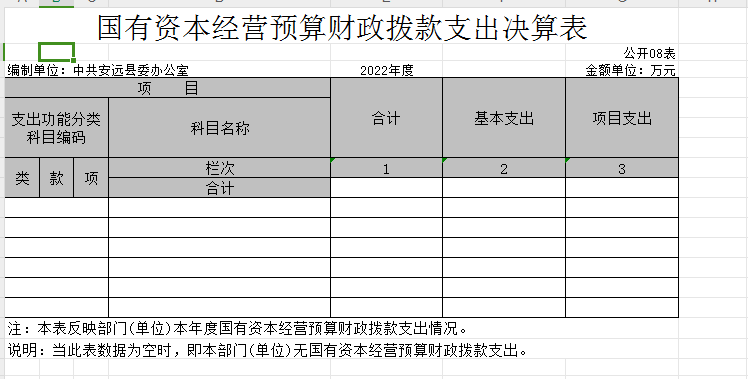 国有资本经营预算财政拨款支出决算表
公开08表
编制单位：中共安远县委办公室 2022年度 金额单位：万元
项 目 合计 基本支出 项目支出
支出功能分类科目编码 科目名称
类 款 项 栏次 1 2 3
合计
注：本表反映部门(单位)本年度国有资本经营预算财政拨款支出情况。
说明：当此表数据为空时，即本部门(单位)无国有资本经营预算财政拨款支出。